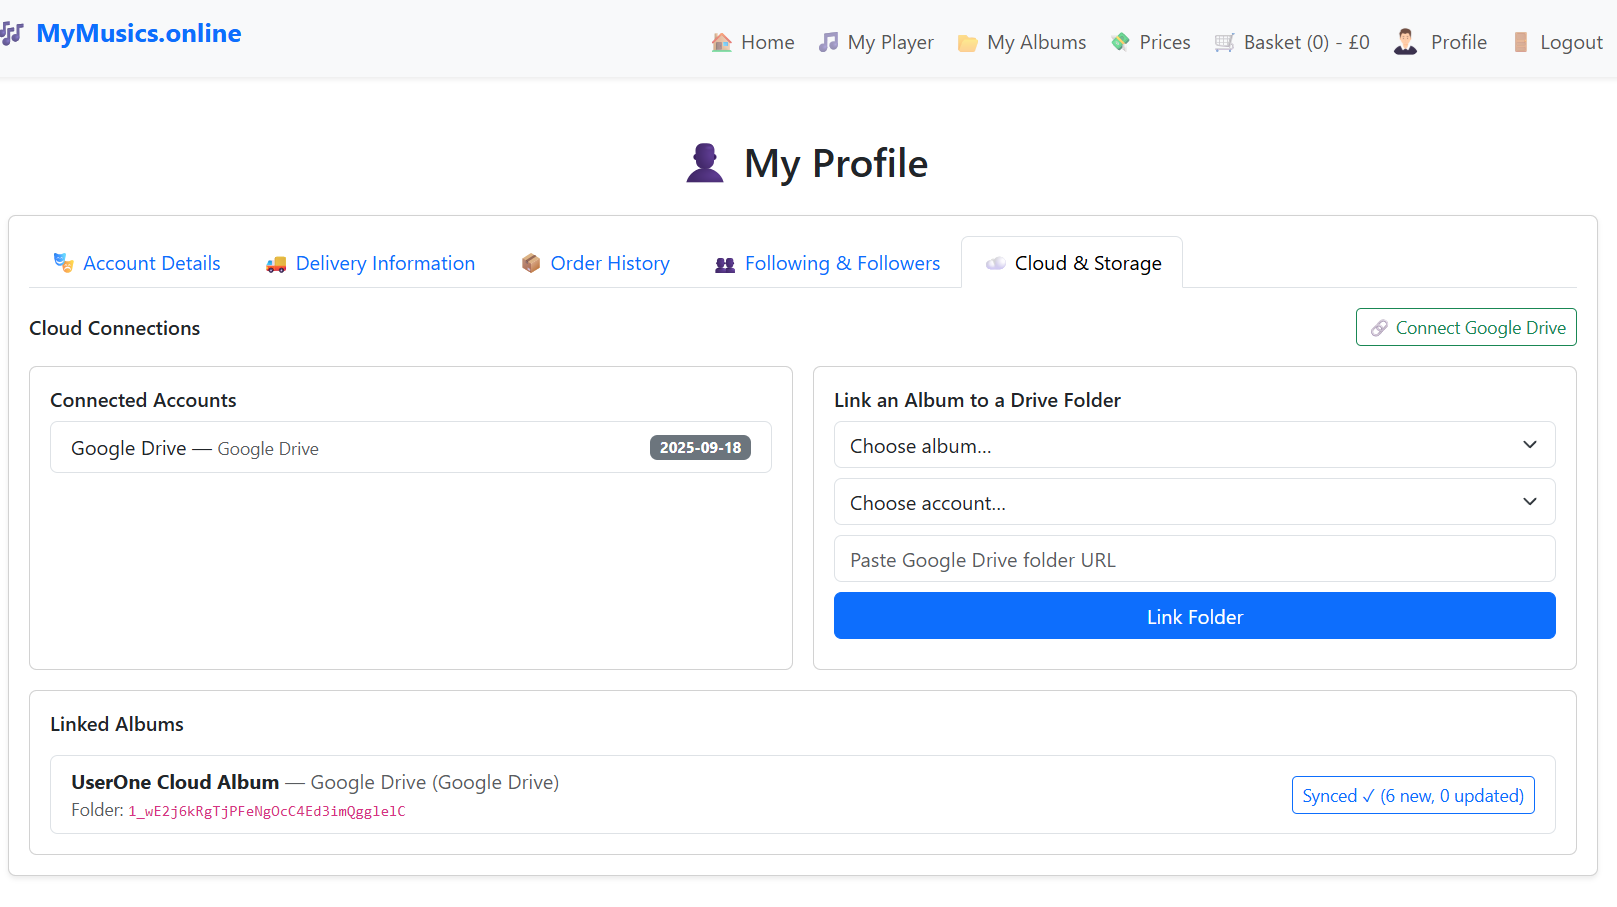 MyMusics.online
Home My Player My Albums Prices Basket (0) - £0 Profile Logout
My Profile
Account Details Delivery Information Order History Following & Followers Cloud & Storage
Cloud Connections
Connect Google Drive
Connected Accounts
Google Drive — Google Drive 2025-09-18
Link an Album to a Drive Folder
Choose album...
Choose account...
Paste Google Drive folder URL
Link Folder
Linked Albums
UserOne Cloud Album — Google Drive (Google Drive)
Folder: 1_wE2j6kRgTjPFeNgOcC4Ed3imQgglelC
Synced ✓ (6 new, 0 updated)